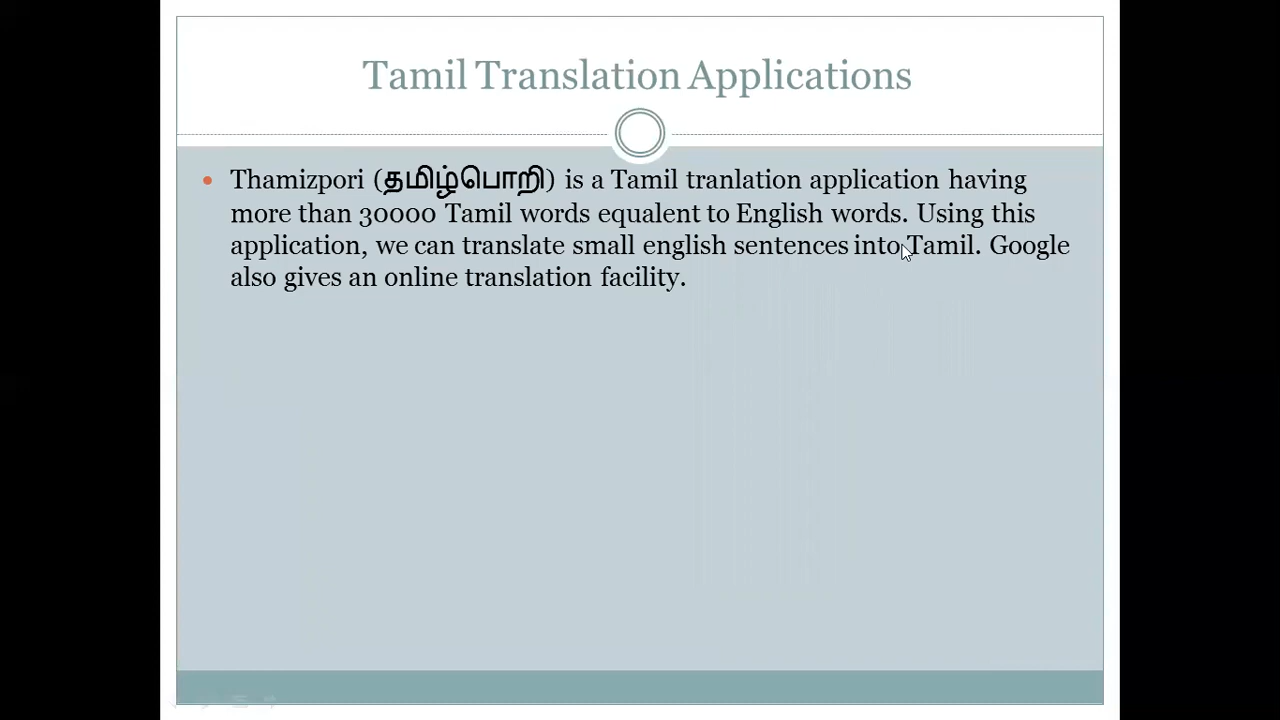 Tamil Translation Applications
Thamizpori (தமிழ்பொறி) is a Tamil tranlation application having
more than 30000 Tamil words equalent to English words. Using this
application, we can translate small english sentences into Tamil. Google
also gives an online translation facility.